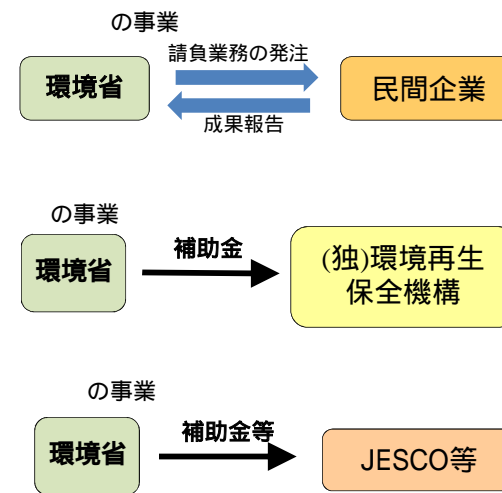 の事業
請負業務の発注
環境省
民間企業
成果報告
の事業
補助金
環境省
(独)環境再生
保全機構
の事業
補助金等
環境省
JESCO等